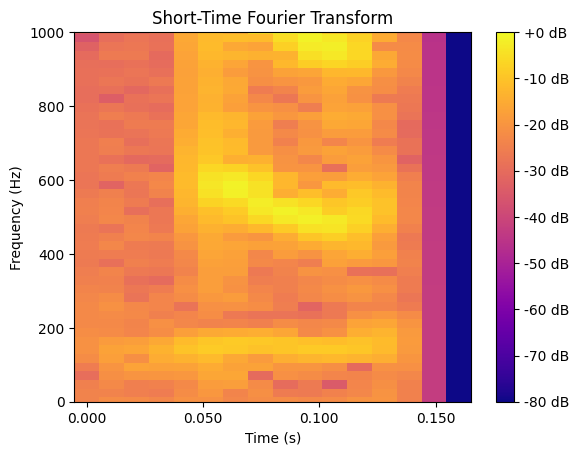 Short-Time Fourier Transform
1000
800
600
400
200
0
Frequency (Hz)
0.000
0.050
0.100
0.150
Time (s)
+0 dB
-10 dB
-20 dB
-30 dB
-40 dB
-50 dB
-60 dB
-70 dB
-80 dB